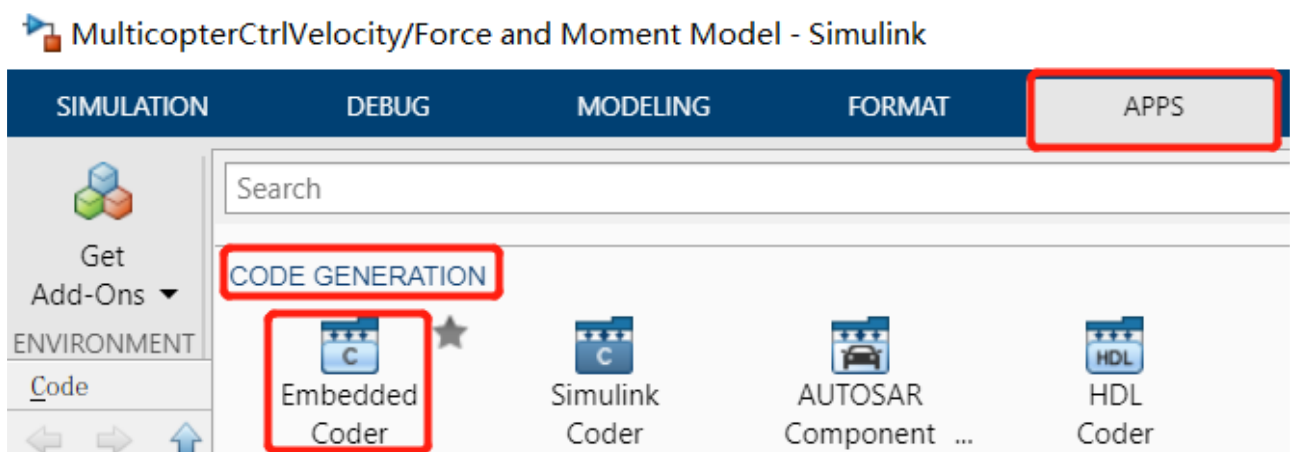 MulticopterCtrlVelocity/Force and Moment Model - Simulink
SIMULATION DEBUG MODELING FORMAT APPS
Search
Get
Add-Ons
ENVIRONMENT
Code
CODE GENERATION
C
Embedded
Coder
C
Simulink
Coder
AUTOSAR
Component ...
HDL
HDL
Coder